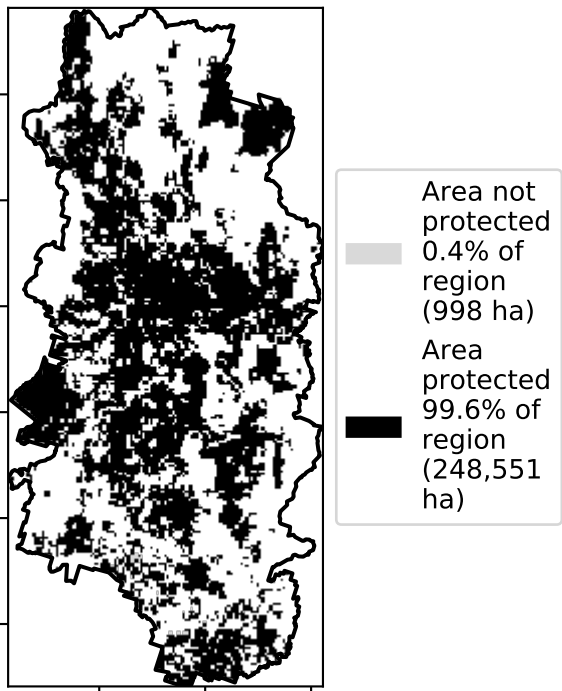 Area not
protected
0.4% of
region
(998 ha)
Area
protected
99.6% of
region
(248,551
ha)